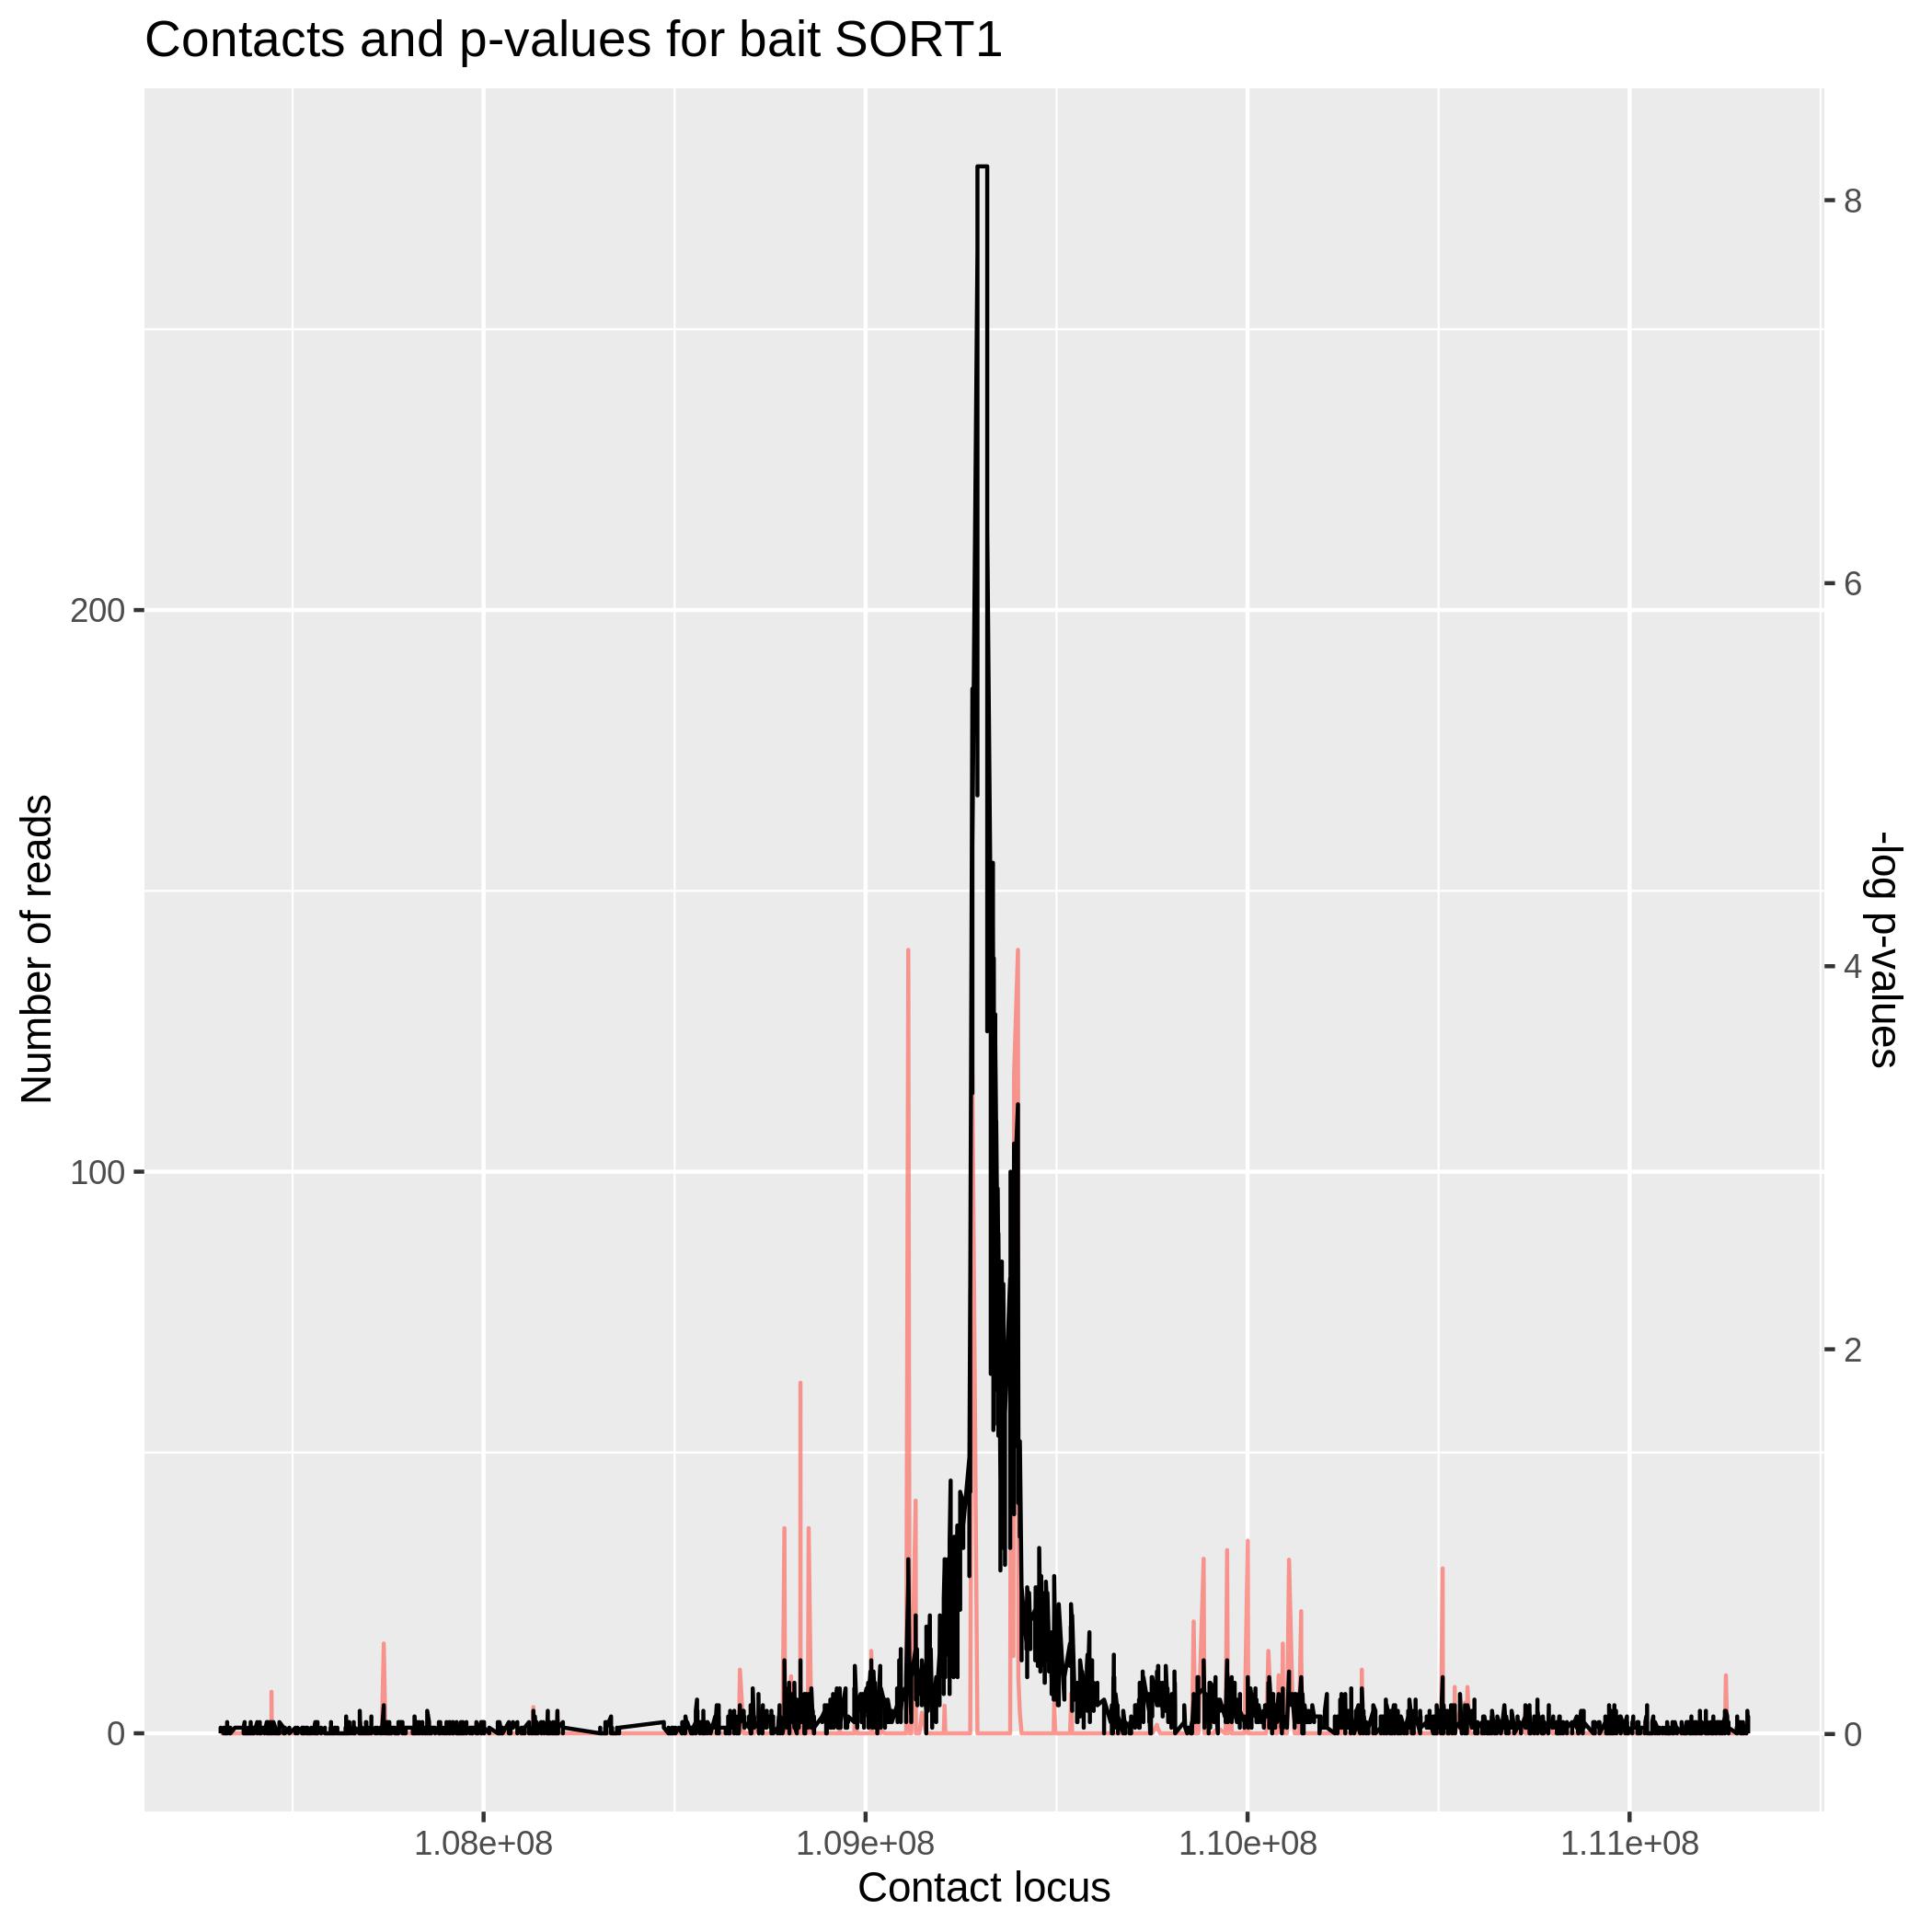 Contacts and p-values for bait SORT1
Number of reads
200
100
0
8
6
4
2
0
-log p-values
1.08e+08
1.09e+08
1.10e+08
1.11e+08
Contact locus